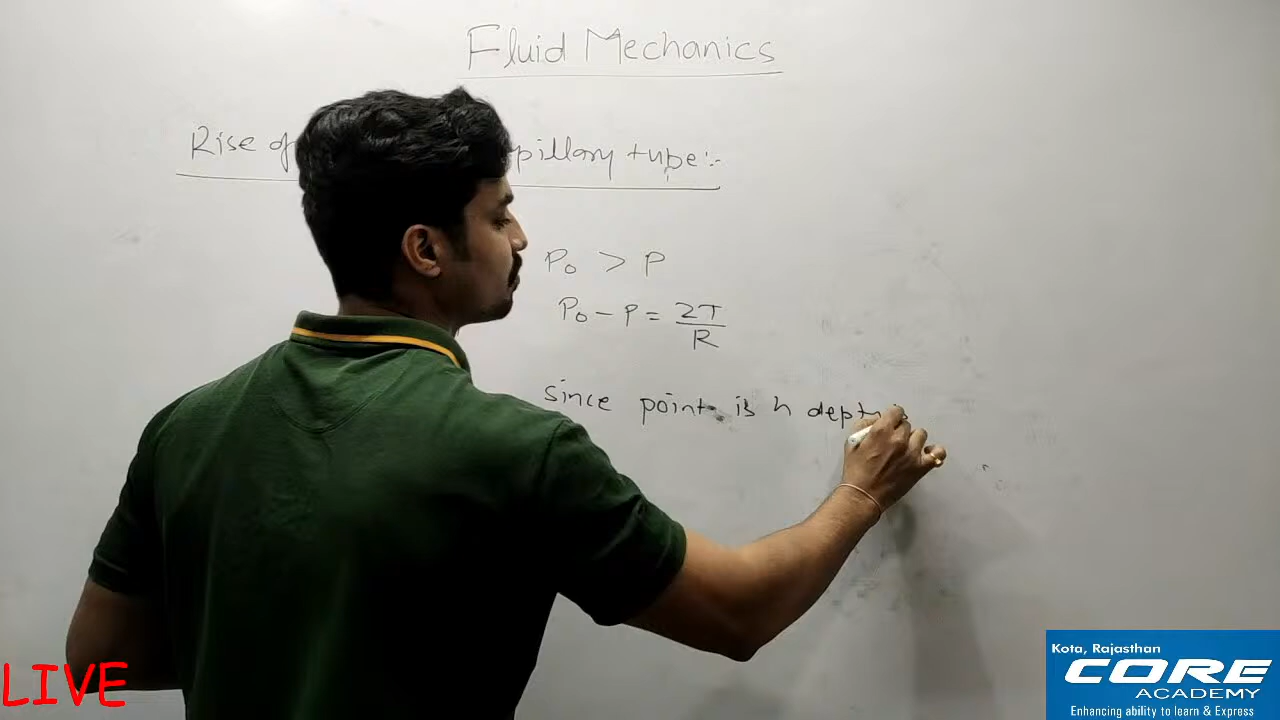 Fluid Mechanics
Rise of pillary tube:-
P₀ > P
P₀ - P = 2T/R
since point is h depth
LIVE
Kota, Rajasthan
CORE
ACADEMY
Enhancing ability to learn & Express